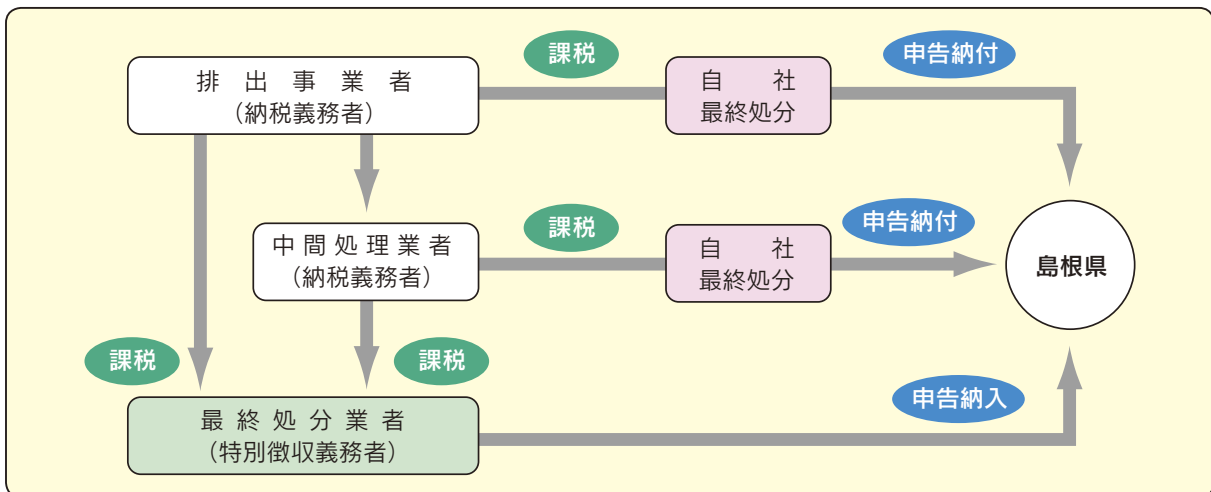 課税
申告納付
排出事業者
(納税義務者)
自社
最終処分
課税
申告納付
中間処理業者
(納税義務者)
自社
最終処分
島根県
課税
課税
申告納入
最終処分業者
(特別徴収義務者)